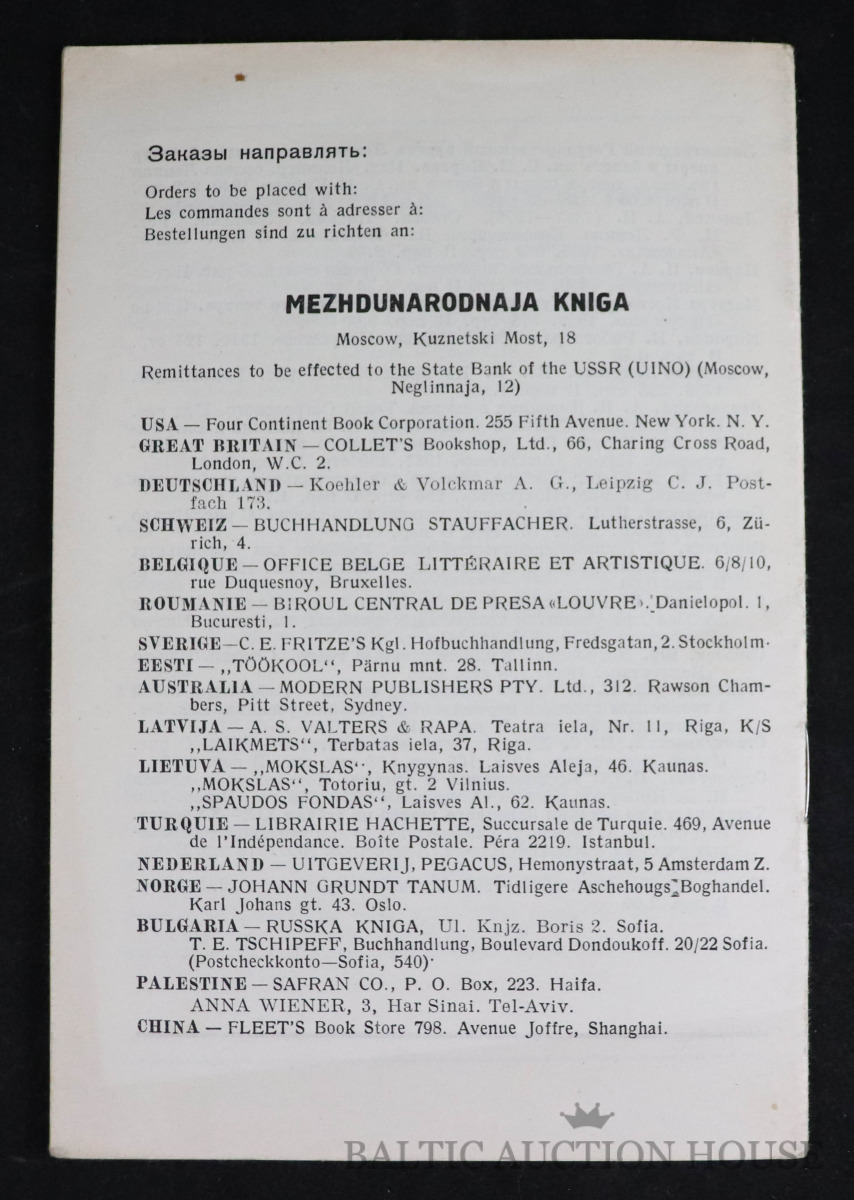 Заказы направлять:
Orders to be placed with:
Les commandes sont à adresser à:
Bestellungen sind zu richten an:
MEZHDUNARODNAJA KNIGA
Moscow, Kuznetski Most, 18
Remittances to be effected to the State Bank of the USSR (UINO) (Moscow,
Neglinnaja, 12)
USA — Four Continent Book Corporation. 255 Fifth Avenue. New York. N. Y.
GREAT BRITAIN — COLLET'S Bookshop, Ltd., 66, Charing Cross Road,
London, W.C. 2.
DEUTSCHLAND — Koehler & Volckmar A. G., Leipzig C. J. Post-
fach 173.
SCHWEIZ — BUCHHANDLUNG STAUFFACHER. Lutherstrasse, 6, Zü-
rich, 4.
BELGIQUE — OFFICE BELGE LITTÉRAIRE ET ARTISTIQUE. 6/8/10,
rue Duquesnoy, Bruxelles.
ROUMANIE — BIROUL CENTRAL DE PRESA «LOUVRE». Danielopol. 1,
Bucuresti, 1.
SVERIGE—C. E. FRITZE'S Kgl. Hofbuchhandlung, Fredsgatan, 2. Stockholm.
EESTI — „TÖÖKOOL“, Pärnu mnt. 28. Tallinn.
AUSTRALIA — MODERN PUBLISHERS PTY. Ltd., 312. Rawson Cham-
bers, Pitt Street, Sydney.
LATVIJA — A. S. VALTERS & RAPA. Teatra iela, Nr. 11, Riga, K/S
„LAIKMETS“, Terbatas iela, 37, Riga.
LIETUVA — „MOKSLAS“, Knygynas. Laisves Aleja, 46. Kaunas.
„MOKSLAS“, Totoriu, gt. 2 Vilnius.
„SPAUDOS FONDAS“, Laisves Al., 62. Kaunas.
TURQUIE — LIBRAIRIE HACHETTE, Succursale de Turquie. 469, Avenue
de l'Indépendance. Boîte Postale. Péra 2219. Istanbul.
NEDERLAND — UITGEVERIJ, PEGACUS, Hemonystraat, 5 Amsterdam Z.
NORGE — JOHANN GRUNDT TANUM. Tidligere Aschehougs Boghandel.
Karl Johans gt. 43. Oslo.
BULGARIA — RUSSKA KNIGA, Ul. Knjz. Boris 2. Sofia.
T. E. TSCHIPEFF, Buchhandlung, Boulevard Dondoukoff. 20/22 Sofia.
(Postcheckkonto—Sofia, 540)·
PALESTINE — SAFRAN CO., P. O. Box, 223. Haifa.
ANNA WIENER, 3, Har Sinai. Tel-Aviv.
CHINA — FLEET'S Book Store 798. Avenue Joffre, Shanghai.
BALTIC AUCTION HOUSE